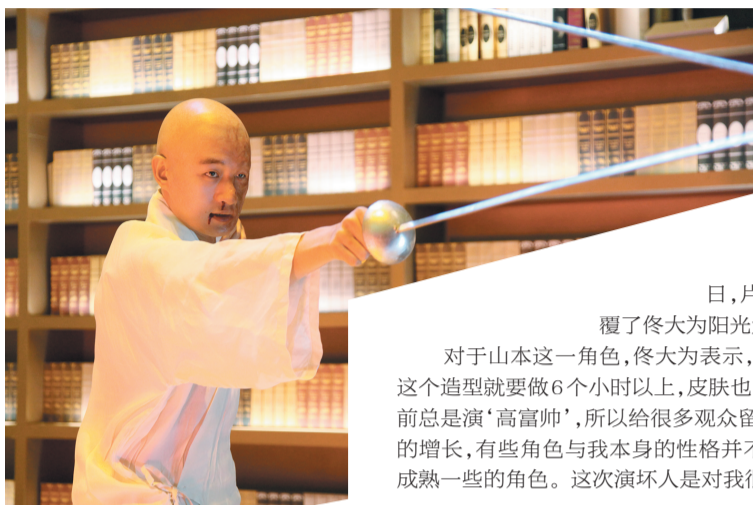 日,片
覆了佟大为阳光
对于山本这一角色,佟大为表示,
这个造型就要做6个小时以上,皮肤也
前总是演‘高富帅’,所以给很多观众留
的增长,有些角色与我本身的性格并不
成熟一些的角色。这次演坏人是对我很